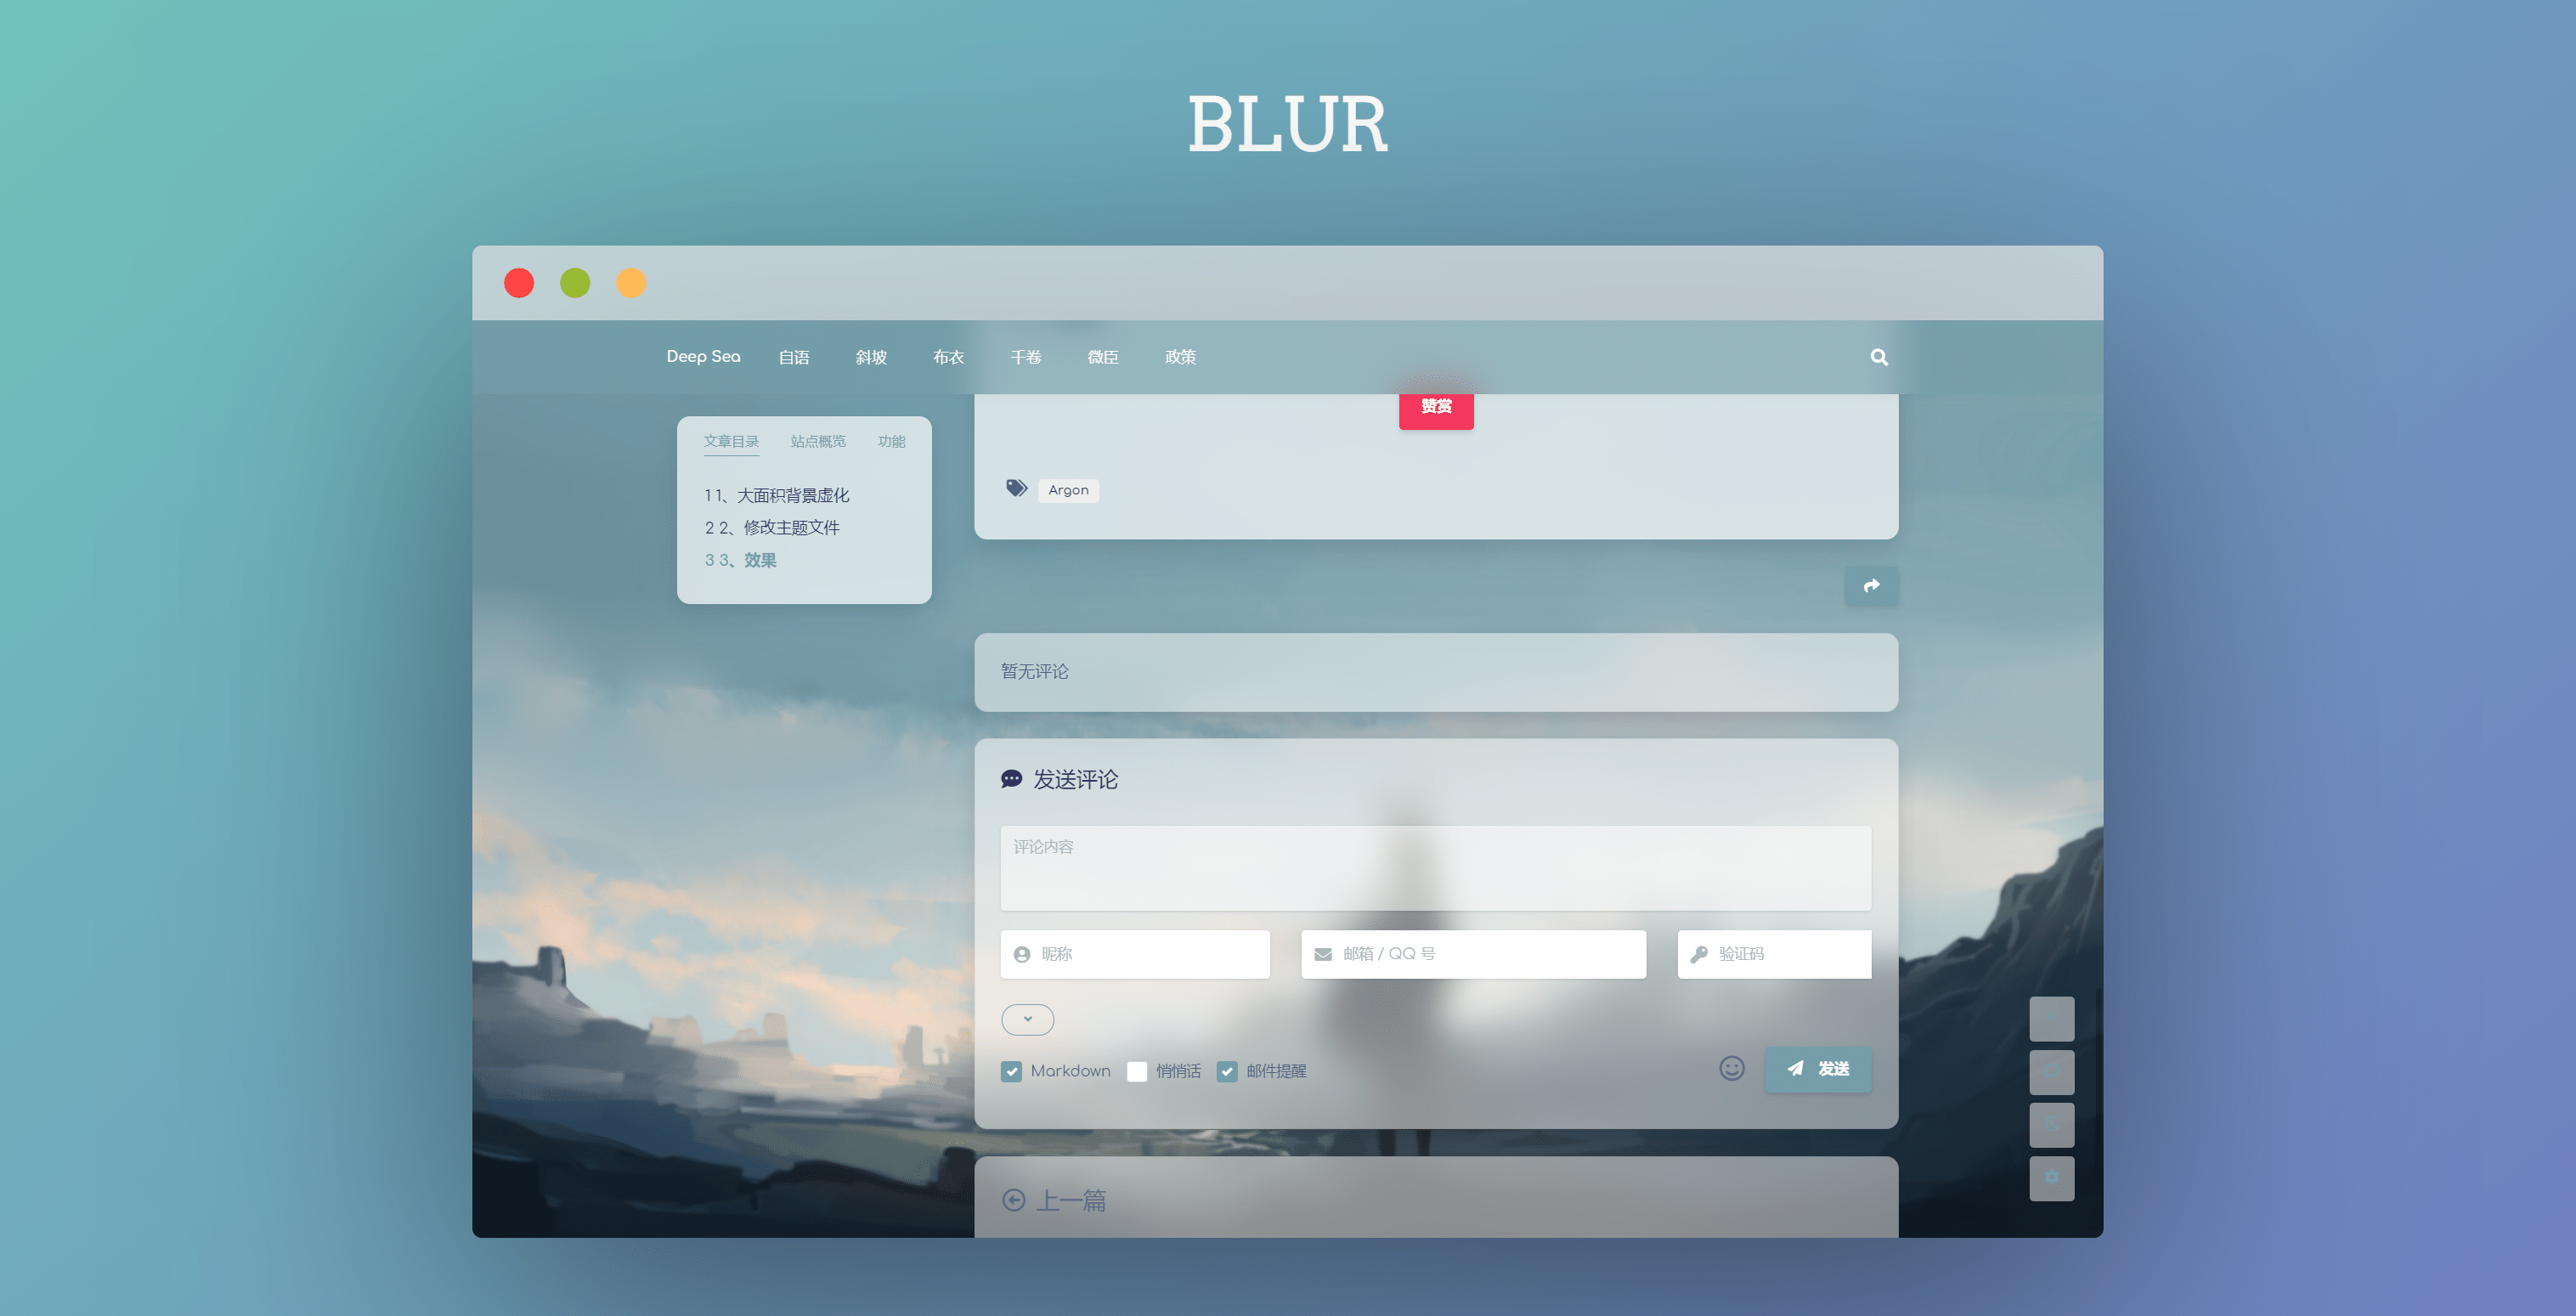 BLUR
Deep Sea 自语 斜坡 布衣 千卷 微臣 政策
赞赏
文章目录 站点概览 功能
1 1、大面积背景虚化
2 2、修改主题文件
3 3、效果
Argon
暂无评论
发送评论
评论内容
昵称 邮箱 / QQ 号 验证码
Markdown 悄悄话 邮件提醒 发送
上一篇